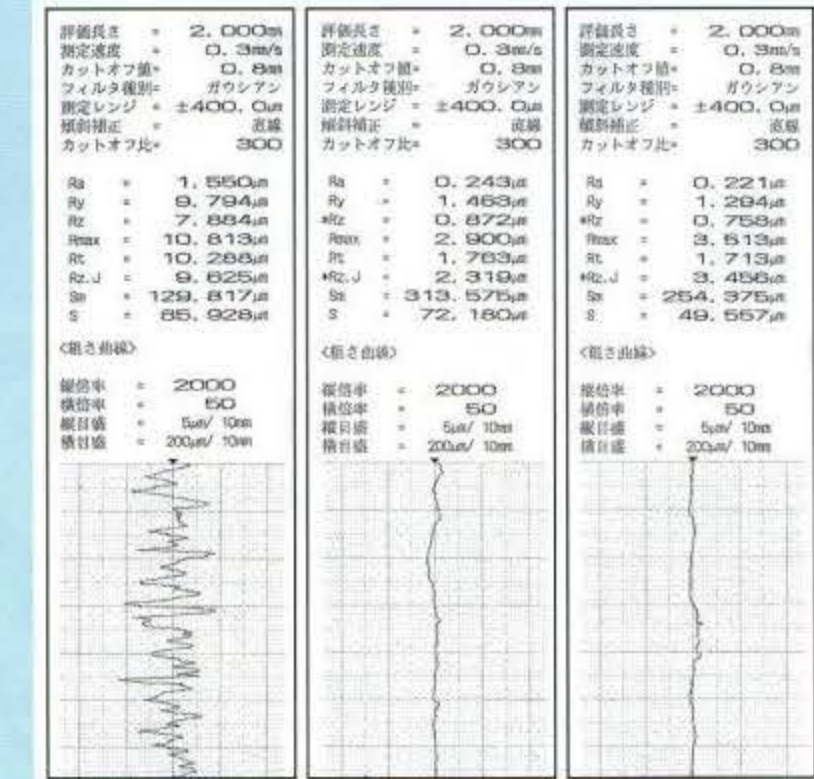 評価長さ = 2. 000mm
測定速度 = 0. 3mm/s
カットオフ値= 0. 8mm
フィルタ種別= ガウシアン
測定レンジ = ±400. 0μm
傾斜補正 = 直線
カットオフ比= 300
Ra = 1. 550μm
Ry = 9. 794μm
Rz = 7. 884μm
Rmax = 10. 813μm
Rt = 10. 288μm
Rz.J = 9. 625μm
Sm = 129. 817μm
S = 85. 928μm
<粗さ曲線>
縦倍率 = 2000
横倍率 = 50
縦目盛 = 5μm/ 10mm
横目盛 = 200μm/ 10mm
評価長さ = 2. 000mm
測定速度 = 0. 3mm/s
カットオフ値= 0. 8mm
フィルタ種別= ガウシアン
測定レンジ = ±400. 0μm
傾斜補正 = 直線
カットオフ比= 300
Ra = 0. 243μm
Ry = 1. 463μm
*Rz = 0. 872μm
Rmax = 2. 900μm
Rt = 1. 763μm
*Rz.J = 2. 319μm
Sm = 313. 575μm
S = 72. 180μm
<粗さ曲線>
縦倍率 = 2000
横倍率 = 50
縦目盛 = 5μm/ 10mm
横目盛 = 200μm/ 10mm
評価長さ = 2. 000mm
測定速度 = 0. 3mm/s
カットオフ値= 0. 8mm
フィルタ種別= ガウシアン
測定レンジ = ±400. 0μm
傾斜補正 = 直線
カットオフ比= 300
Ra = 0. 221μm
Ry = 1. 294μm
*Rz = 0. 758μm
Rmax = 3. 513μm
Rt = 1. 713μm
*Rz.J = 3. 456μm
Sm = 254. 375μm
S = 49. 557μm
<粗さ曲線>
縦倍率 = 2000
横倍率 = 50
縦目盛 = 5μm/ 10mm
横目盛 = 200μm/ 10mm